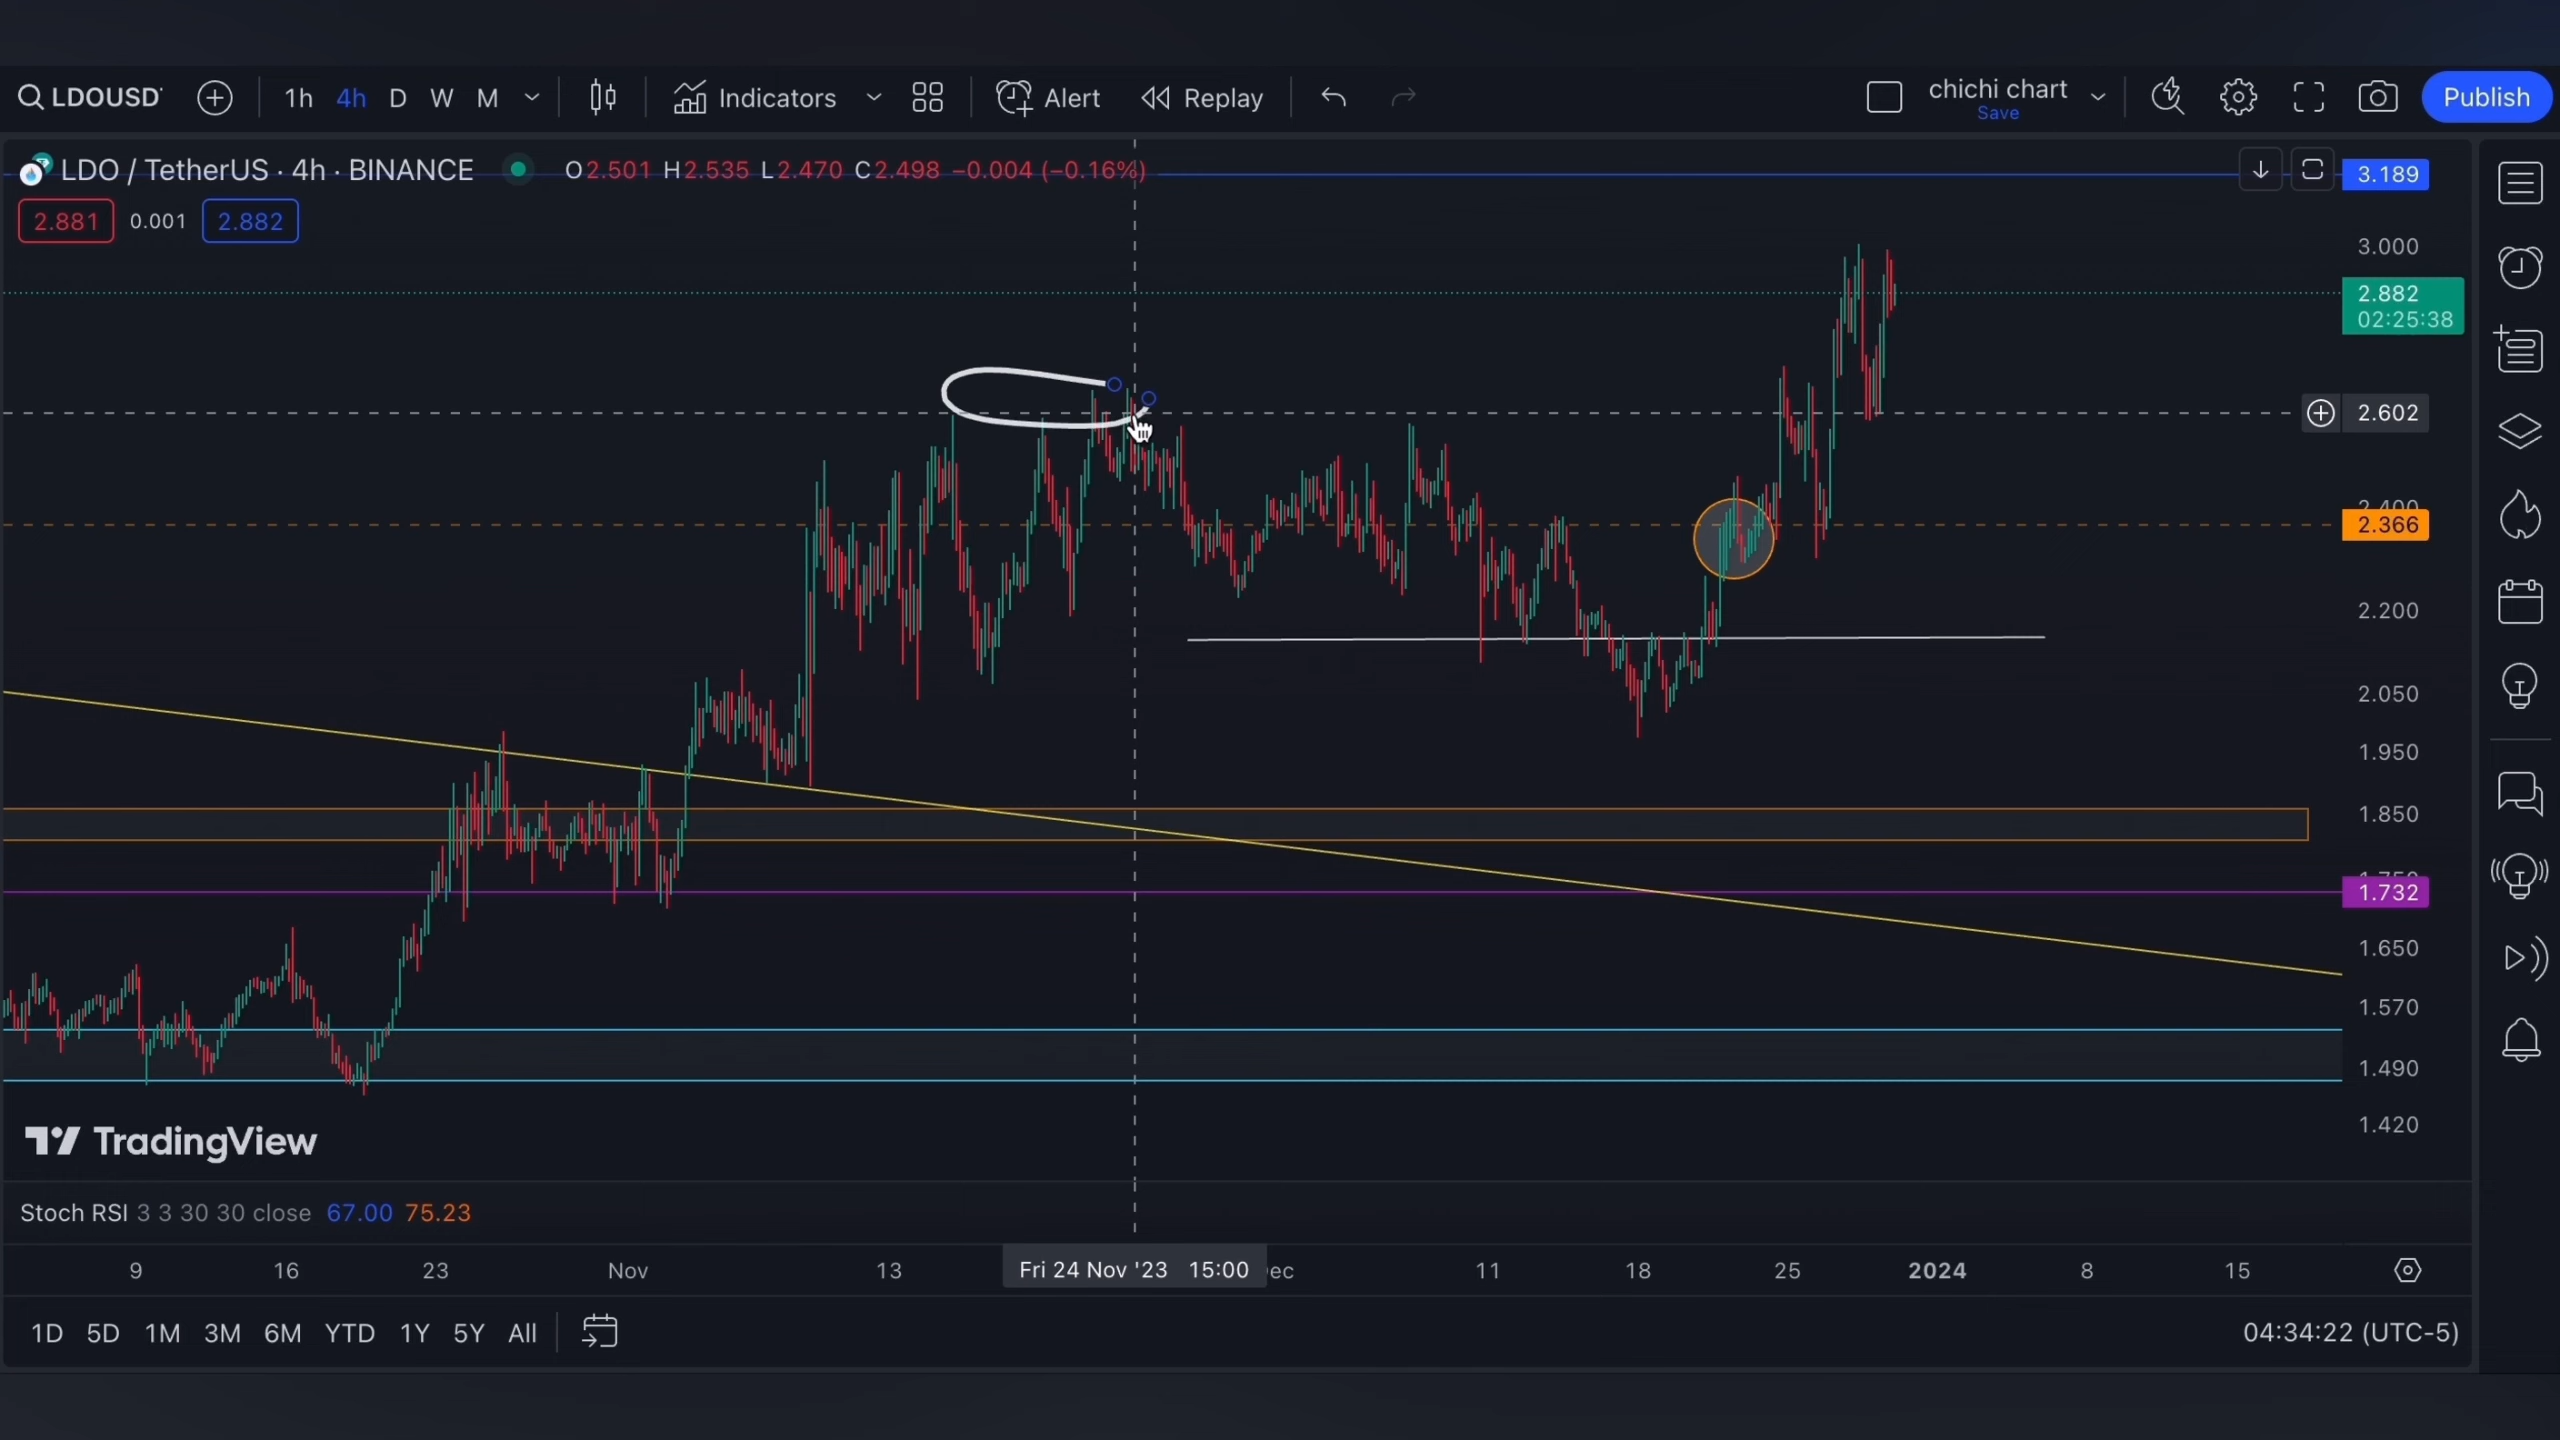 LDOUSD
1h 4h D W M Indicators Alert Replay chichi chart Save Publish
LDO / TetherUS · 4h · BINANCE O2.501 H2.535 L2.470 C2.498 −0.004 (−0.16%) 3.189
2.881 0.001 2.882
3.000
2.882
02:25:38
2.602
2.400
2.366
2.200
2.050
1.950
1.850
1.732
1.650
1.570
1.490
1.420
TradingView
Stoch RSI 3 3 30 30 close 67.00 75.23
9 16 23 Nov 13 Fri 24 Nov '23 15:00 ec 11 18 25 2024 8 15
1D 5D 1M 3M 6M YTD 1Y 5Y All 04:34:22 (UTC-5)